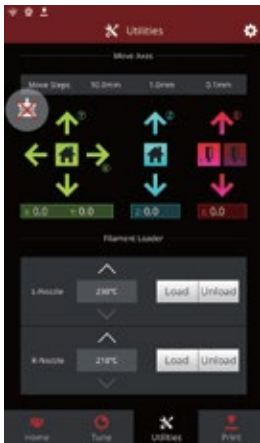 Utilities
Move Axis
Move Steps 10.0mm 1.0mm 0.1mm
Y Z E
X
X 0.0 Y 0.0 Z 0.0 E 0.0
Filament Loader
L-Nozzle 230°C Load Unload
R-Nozzle 210°C Load Unload
Home Tune Utilities Print